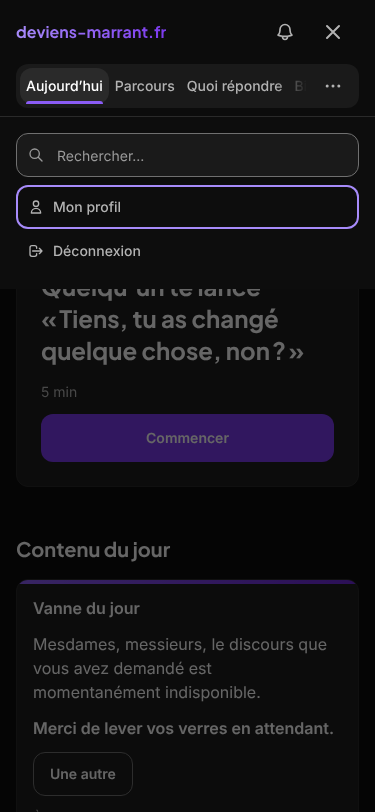 deviens-marrant.fr
Aujourd’hui Parcours Quoi répondre
Rechercher...
Mon profil
Déconnexion
Quelqu’un te lance
«Tiens, tu as changé
quelque chose, non ? »
5 min
Commencer
Contenu du jour
Vanne du jour
Mesdames, messieurs, le discours que
vous avez demandé est
momentanément indisponible.
Merci de lever vos verres en attendant.
Une autre